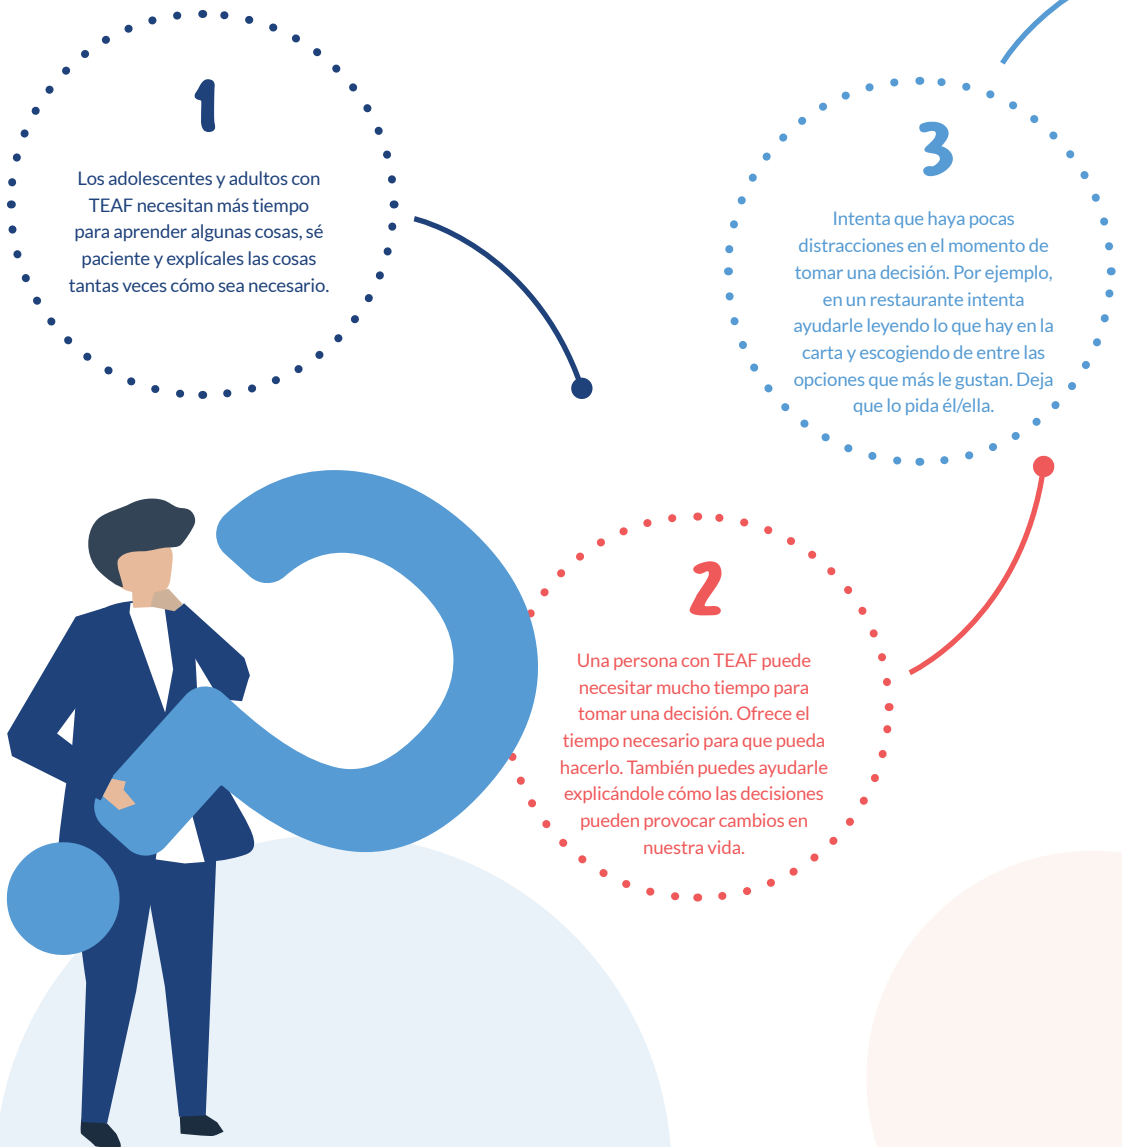 1
Los adolescentes y adultos con
TEAF necesitan más tiempo
para aprender algunas cosas, sé
paciente y explícales las cosas
tantas veces cómo sea necesario.
2
Una persona con TEAF puede
necesitar mucho tiempo para
tomar una decisión. Ofrece el
tiempo necesario para que pueda
hacerlo. También puedes ayudarle
explicándole cómo las decisiones
pueden provocar cambios en
nuestra vida.
3
Intenta que haya pocas
distracciones en el momento de
tomar una decisión. Por ejemplo,
en un restaurante intenta
ayudarle leyendo lo que hay en la
carta y escogiendo de entre las
opciones que más le gustan. Deja
que lo pida él/ella.